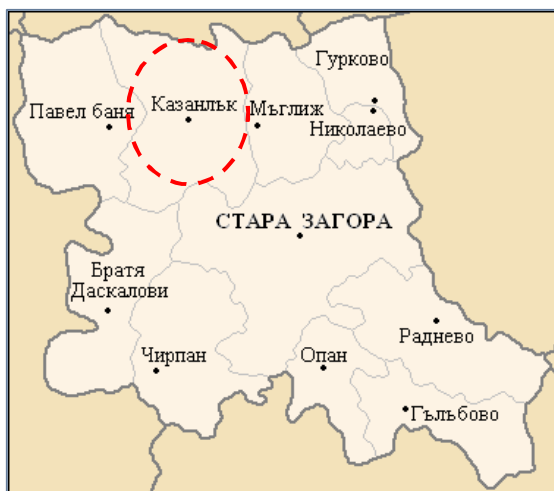 Гурково
Казанлък
Павел баня
Мъглиж
Николаево
СТАРА ЗАГОРА
Братя
Даскалови
Раднево
Чирпан
Опан
Гълъбово